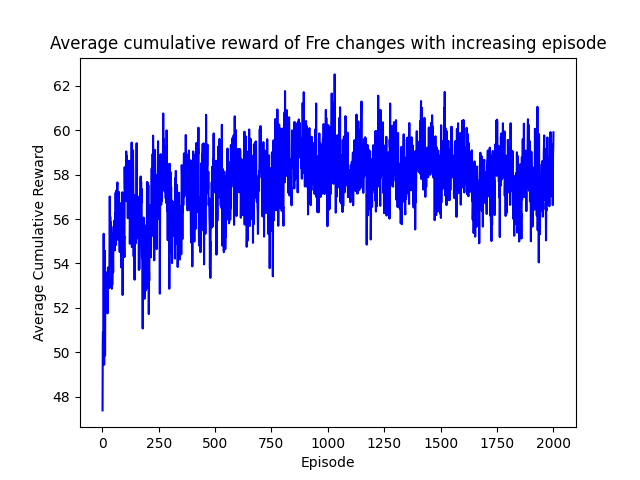 Average cumulative reward of Fre changes with increasing episode
62
60
58
56
54
52
50
48
Average Cumulative Reward
0 250 500 750 1000 1250 1500 1750 2000
Episode